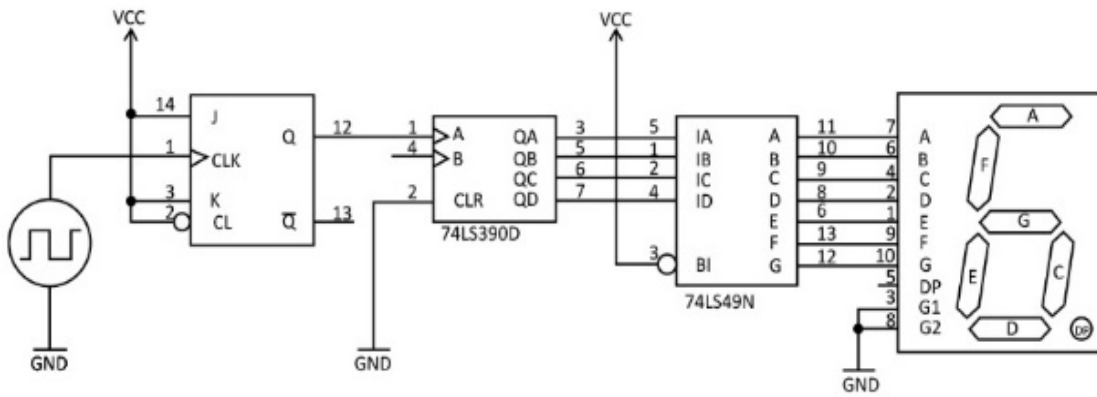 VCC
14 J
Q 12
1 CLK
3 K
2 CL
Q 13
GND
1 A QA 3
4 B QB 5
QC 6
2 CLR QD 7
74LS390D
GND
VCC
5 IA A 11
1 IB B 10
2 IC C 9
4 ID D 8
E 6
F 13
3 BI G 12
74LS49N
7 A
6 B
4 C
2 D
1 E
9 F
10 G
5 DP
3 G1
8 G2
GND
A
F
G
E
C
D
DP